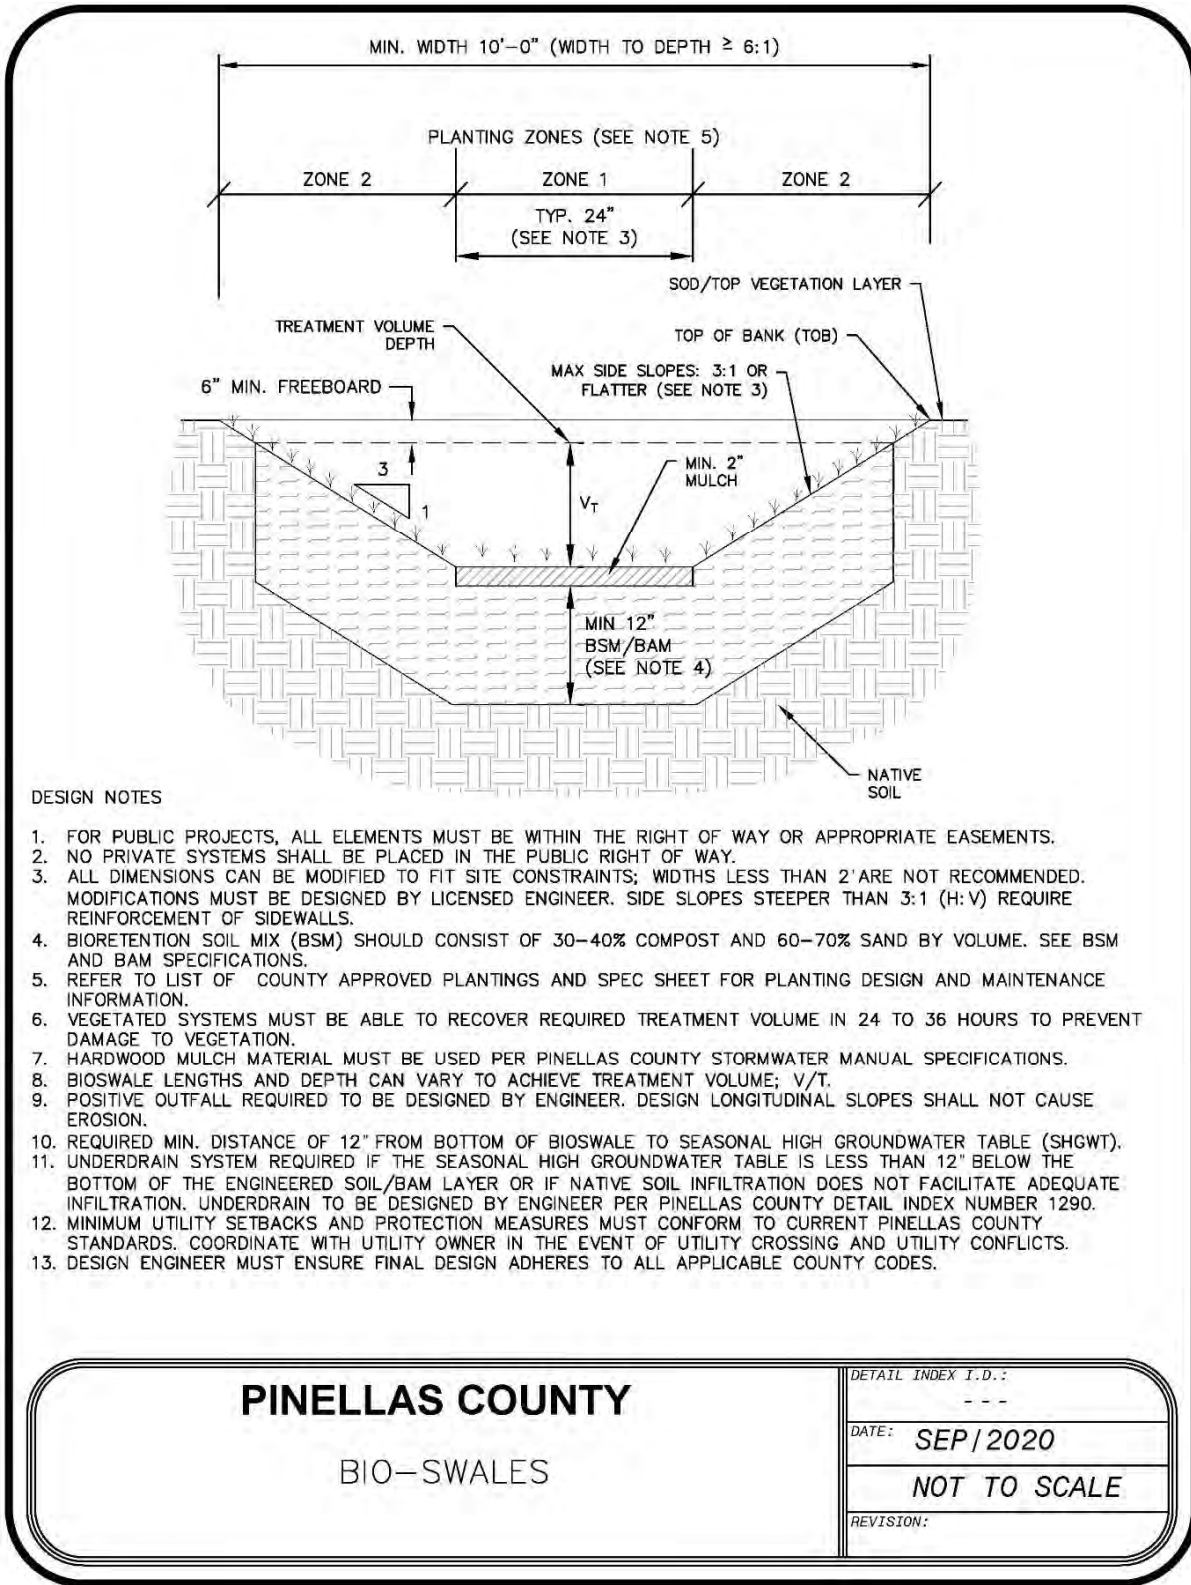 MIN. WIDTH 10'-0" (WIDTH TO DEPTH ≥ 6:1)
PLANTING ZONES (SEE NOTE 5)
ZONE 2
ZONE 1
ZONE 2
TYP. 24"
(SEE NOTE 3)
SOD/TOP VEGETATION LAYER
TREATMENT VOLUME
DEPTH
TOP OF BANK (TOB)
MAX SIDE SLOPES: 3:1 OR
FLATTER (SEE NOTE 3)
6" MIN. FREEBOARD
3
1
MIN. 2"
MULCH
VT
MIN 12"
BSM/BAM
(SEE NOTE 4)
NATIVE
SOIL
DESIGN NOTES
1. FOR PUBLIC PROJECTS, ALL ELEMENTS MUST BE WITHIN THE RIGHT OF WAY OR APPROPRIATE EASEMENTS.
2. NO PRIVATE SYSTEMS SHALL BE PLACED IN THE PUBLIC RIGHT OF WAY.
3. ALL DIMENSIONS CAN BE MODIFIED TO FIT SITE CONSTRAINTS; WIDTHS LESS THAN 2' ARE NOT RECOMMENDED.
MODIFICATIONS MUST BE DESIGNED BY LICENSED ENGINEER. SIDE SLOPES STEEPER THAN 3:1 (H:V) REQUIRE
REINFORCEMENT OF SIDEWALLS.
4. BIORETENTION SOIL MIX (BSM) SHOULD CONSIST OF 30-40% COMPOST AND 60-70% SAND BY VOLUME. SEE BSM
AND BAM SPECIFICATIONS.
5. REFER TO LIST OF COUNTY APPROVED PLANTINGS AND SPEC SHEET FOR PLANTING DESIGN AND MAINTENANCE
INFORMATION.
6. VEGETATED SYSTEMS MUST BE ABLE TO RECOVER REQUIRED TREATMENT VOLUME IN 24 TO 36 HOURS TO PREVENT
DAMAGE TO VEGETATION.
7. HARDWOOD MULCH MATERIAL MUST BE USED PER PINELLAS COUNTY STORMWATER MANUAL SPECIFICATIONS.
8. BIOSWALE LENGTHS AND DEPTH CAN VARY TO ACHIEVE TREATMENT VOLUME; V/T.
9. POSITIVE OUTFALL REQUIRED TO BE DESIGNED BY ENGINEER. DESIGN LONGITUDINAL SLOPES SHALL NOT CAUSE
EROSION.
10. REQUIRED MIN. DISTANCE OF 12" FROM BOTTOM OF BIOSWALE TO SEASONAL HIGH GROUNDWATER TABLE (SHGWT).
11. UNDERDRAIN SYSTEM REQUIRED IF THE SEASONAL HIGH GROUNDWATER TABLE IS LESS THAN 12" BELOW THE
BOTTOM OF THE ENGINEERED SOIL/BAM LAYER OR IF NATIVE SOIL INFILTRATION DOES NOT FACILITATE ADEQUATE
INFILTRATION. UNDERDRAIN TO BE DESIGNED BY ENGINEER PER PINELLAS COUNTY DETAIL INDEX NUMBER 1290.
12. MINIMUM UTILITY SETBACKS AND PROTECTION MEASURES MUST CONFORM TO CURRENT PINELLAS COUNTY
STANDARDS. COORDINATE WITH UTILITY OWNER IN THE EVENT OF UTILITY CROSSING AND UTILITY CONFLICTS.
13. DESIGN ENGINEER MUST ENSURE FINAL DESIGN ADHERES TO ALL APPLICABLE COUNTY CODES.
PINELLAS COUNTY
BIO-SWALES
DETAIL INDEX I.D.:
---
DATE: SEP/2020
NOT TO SCALE
REVISION: